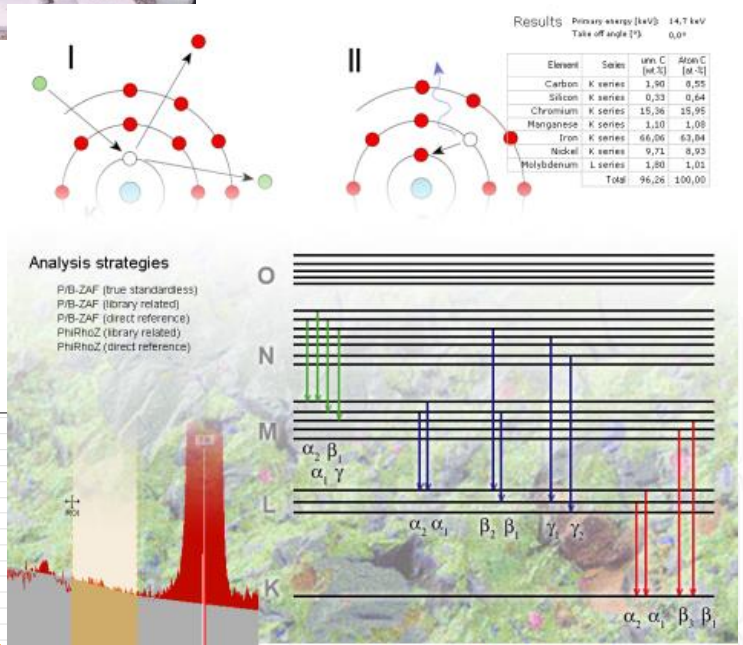 I
II
Results Primary energy [keV]: 14,7 keV
Take off angle [°]: 0,0°
Element Series unn. C [wt.%] Atom C [at.-%]
Carbon K series 1,90 8,55
Silicon K series 0,33 0,64
Chromium K series 15,36 15,95
Manganese K series 1,10 1,08
Iron K series 66,06 63,84
Nickel K series 9,71 8,93
Molybdenum L series 1,80 1,01
Total 96,26 100,00
K
Analysis strategies
P/B-ZAF (true standardless)
P/B-ZAF (library related)
P/B-ZAF (direct reference)
PhiRhoZ (library related)
PhiRhoZ (direct reference)
O
N
M
α₂ β₁
α₁ γ
ROI
L
α₂ α₁ β₂ β₁ γ₁ γ₂
K
α₂ α₁ β₃ β₁